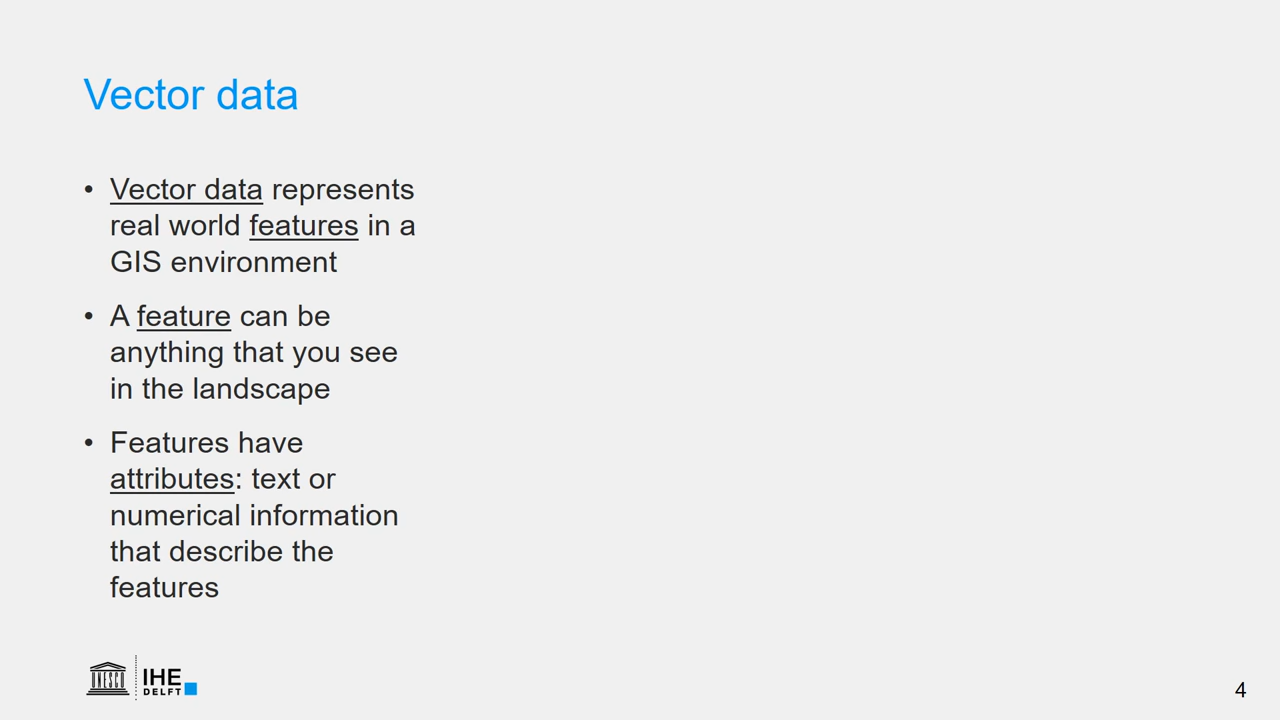 Vector data
• Vector data represents
real world features in a
GIS environment
• A feature can be
anything that you see
in the landscape
• Features have
attributes: text or
numerical information
that describe the
features
UNESCO
IHE
DELFT
4